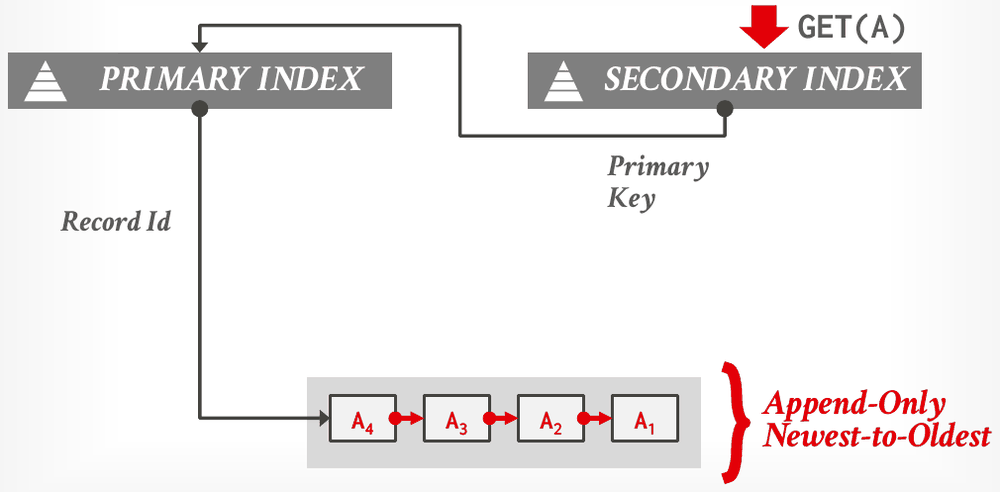 GET(A)
PRIMARY INDEX
SECONDARY INDEX
Primary
Key
Record Id
A4
A3
A2
A1
Append-Only
Newest-to-Oldest